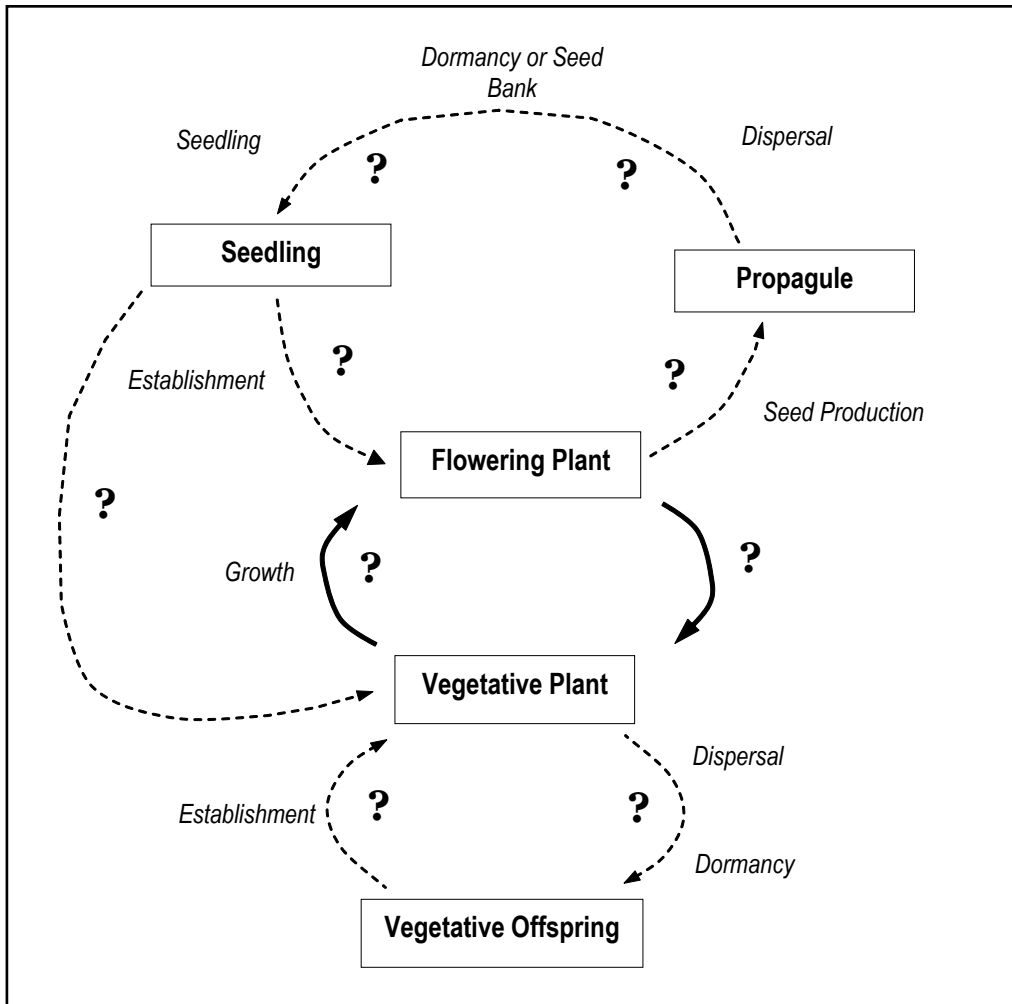 Dormancy or Seed
Bank
Seedling
Dispersal
?
?
Seedling
Propagule
?
Establishment
?
Seed Production
Flowering Plant
?
?
Growth
?
Vegetative Plant
Dispersal
Establishment
?
?
Dormancy
Vegetative Offspring